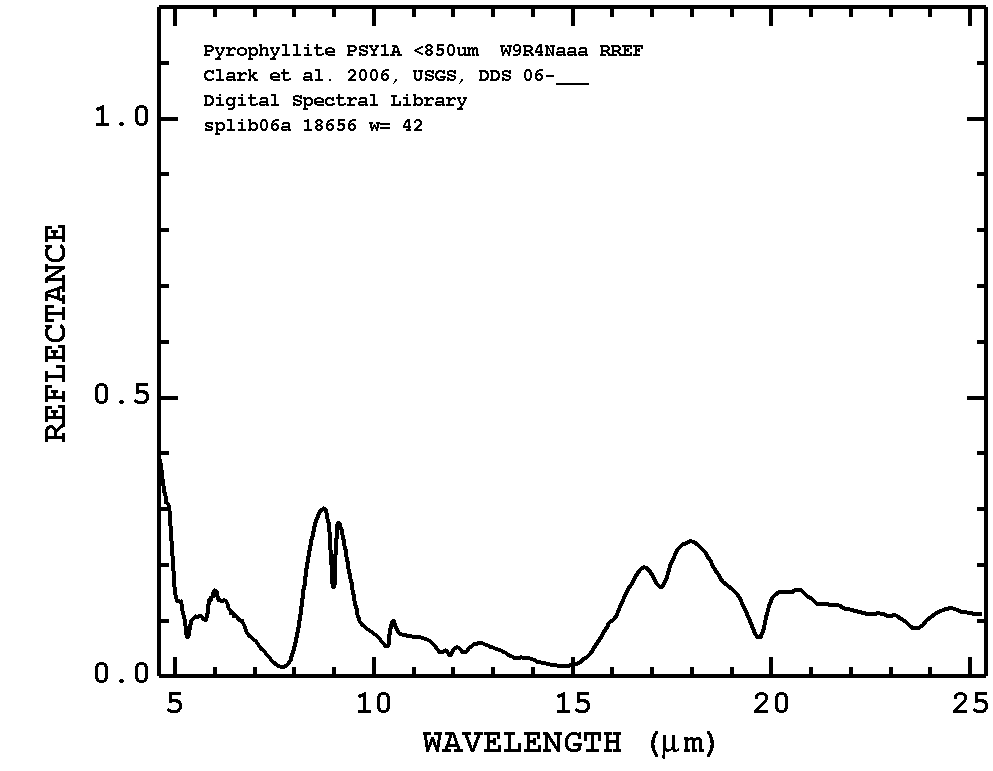 Pyrophyllite PSY1A <850um W9R4Naaa RREF
Clark et al. 2006, USGS, DDS 06-___
Digital Spectral Library
splib06a 18656 w= 42
1.0
0.5
0.0
REFLECTANCE
5 10 15 20 25
WAVELENGTH (μm)